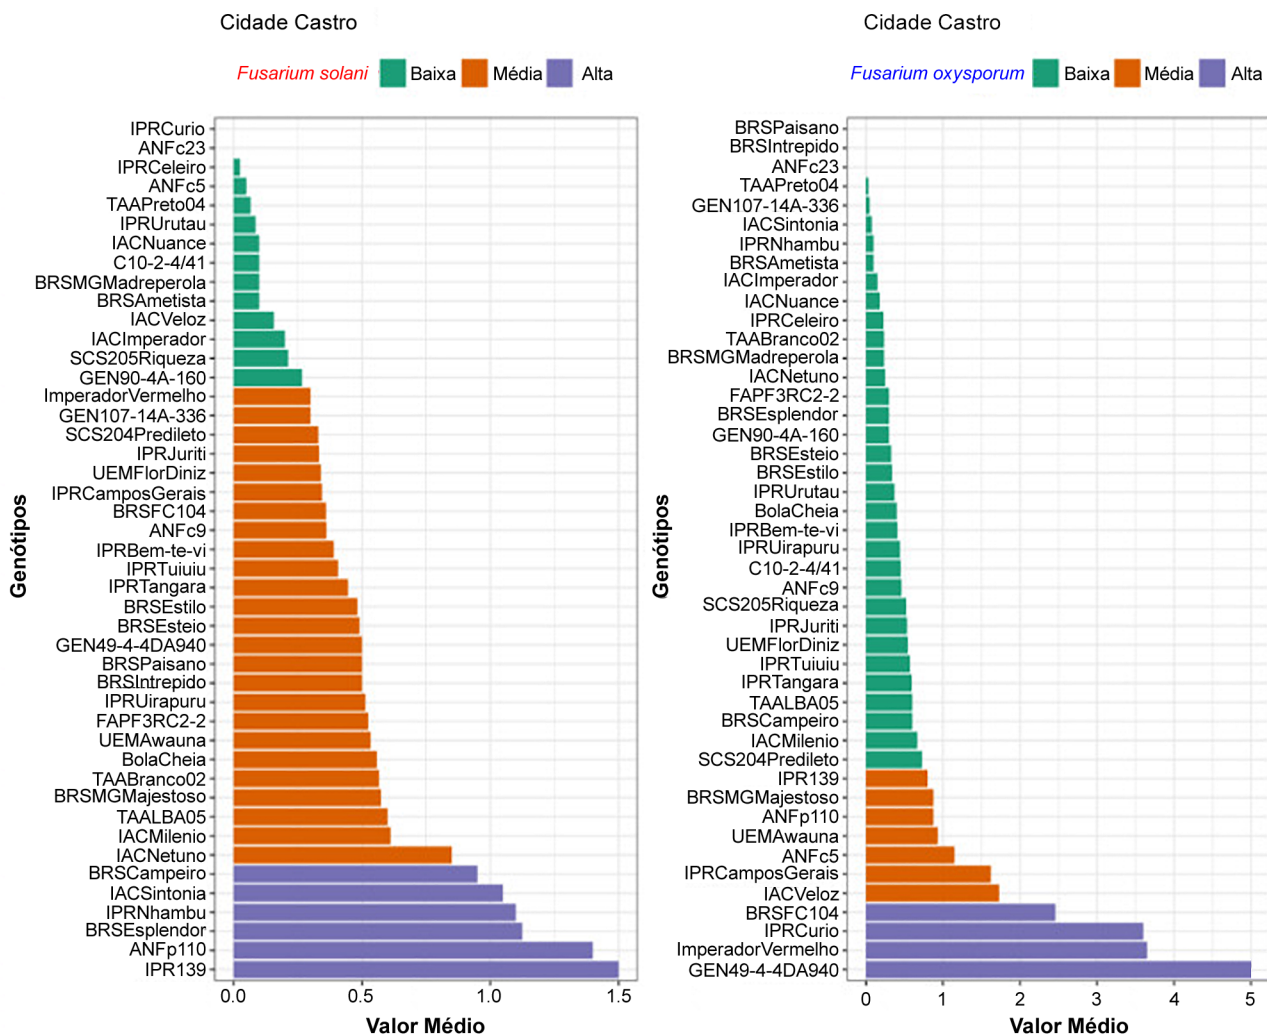 Cidade Castro
Fusarium solani Baixa Média Alta
IPRCurio
ANFc23
IPRCeleiro
ANFc5
TAAPreto04
IPRUrutau
IACNuance
C10-2-4/41
BRSMGMadreperola
BRSAmetista
IACVeloz
IACImperador
SCS205Riqueza
GEN90-4A-160
ImperadorVermelho
GEN107-14A-336
SCS204Predileto
IPRJuriti
UEMFlorDiniz
IPRCamposGerais
BRSFC104
ANFc9
IPRBem-te-vi
IPRTuiuiu
IPRTangara
BRSEstilo
BRSEsteio
GEN49-4-4DA940
BRSPaisano
BRSIntrepido
IPRUirapuru
FAPF3RC2-2
UEMAwauna
BolaCheia
TAABranco02
BRSMGMajestoso
TAALBA05
IACMilenio
IACNetuno
BRSCampeiro
IACSintonia
IPRNhambu
BRSEsplendor
ANFp110
IPR139
Genótipos
0.0 0.5 1.0 1.5
Valor Médio
Cidade Castro
Fusarium oxysporum Baixa Média Alta
BRSPaisano
BRSIntrepido
ANFc23
TAAPreto04
GEN107-14A-336
IACSintonia
IPRNhambu
BRSAmetista
IACImperador
IACNuance
IPRCeleiro
TAABranco02
BRSMGMadreperola
IACNetuno
FAPF3RC2-2
BRSEsplendor
GEN90-4A-160
BRSEsteio
BRSEstilo
IPRUrutau
BolaCheia
IPRBem-te-vi
IPRUirapuru
C10-2-4/41
ANFc9
SCS205Riqueza
IPRJuriti
UEMFlorDiniz
IPRTuiuiu
IPRTangara
TAALBA05
BRSCampeiro
IACMilenio
SCS204Predileto
IPR139
BRSMGMajestoso
ANFp110
UEMAwauna
ANFc5
IPRCamposGerais
IACVeloz
BRSFC104
IPRCurio
ImperadorVermelho
GEN49-4-4DA940
Genótipos
0 1 2 3 4 5
Valor Médio